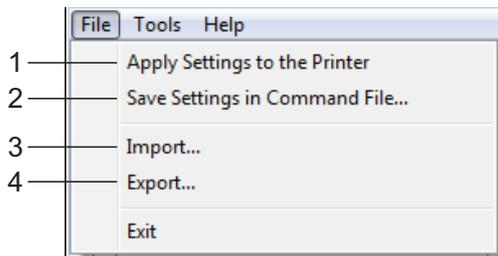 File Tools Help
1 Apply Settings to the Printer
2 Save Settings in Command File...
3 Import...
4 Export...
Exit